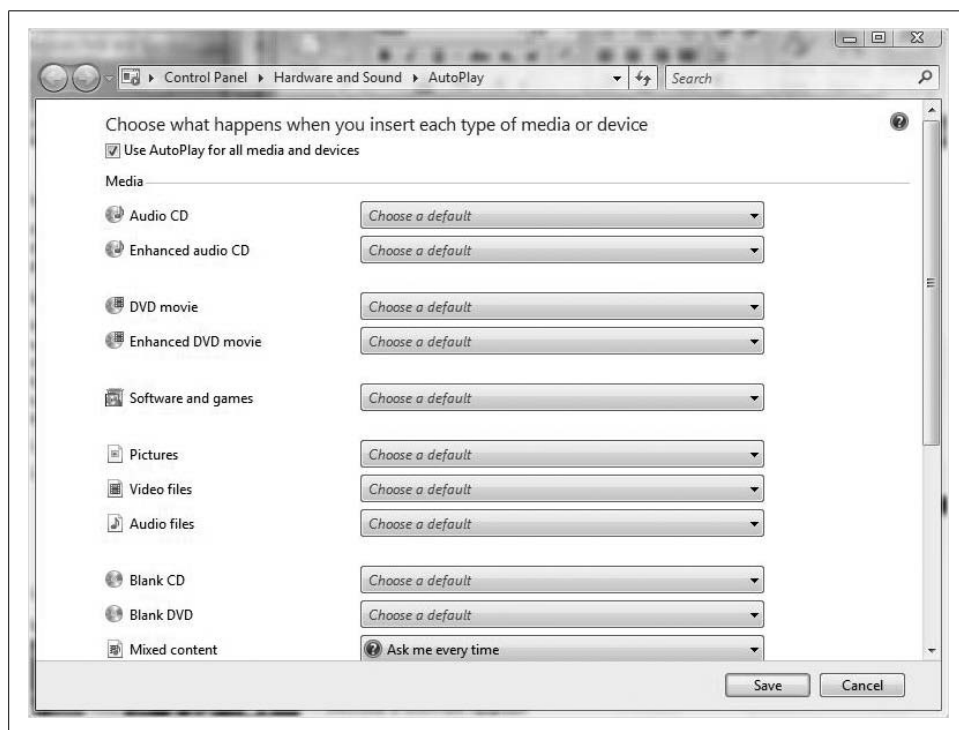 Control Panel Hardware and Sound AutoPlay Search
Choose what happens when you insert each type of media or device
Use AutoPlay for all media and devices
Media
Audio CD Choose a default
Enhanced audio CD Choose a default
DVD movie Choose a default
Enhanced DVD movie Choose a default
Software and games Choose a default
Pictures Choose a default
Video files Choose a default
Audio files Choose a default
Blank CD Choose a default
Blank DVD Choose a default
Mixed content Ask me every time
Save Cancel